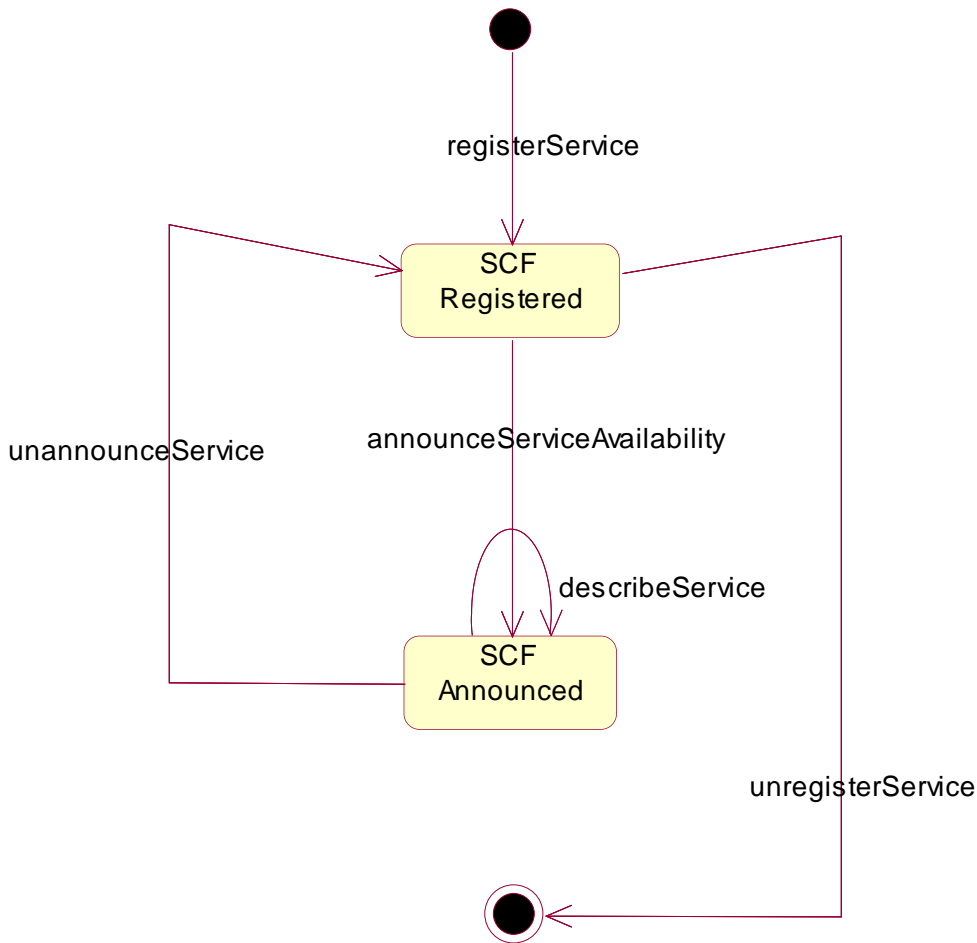 registerService
SCF
Registered
announceServiceAvailability
unannounceService
describeService
SCF
Announced
unregisterService